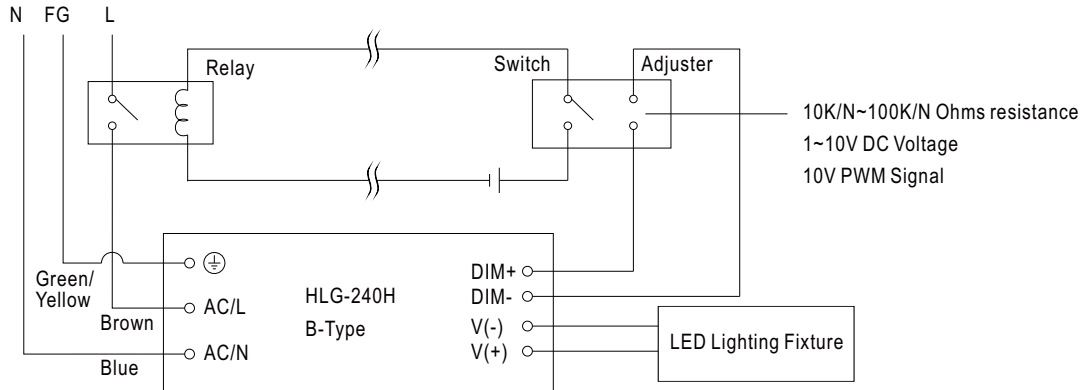 N FG L
Relay
Switch
Adjuster
10K/N~100K/N Ohms resistance
1~10V DC Voltage
10V PWM Signal
Green/
Yellow
Brown
Blue
AC/L
AC/N
HLG-240H
B-Type
DIM+
DIM-
V(-)
V(+)
LED Lighting Fixture